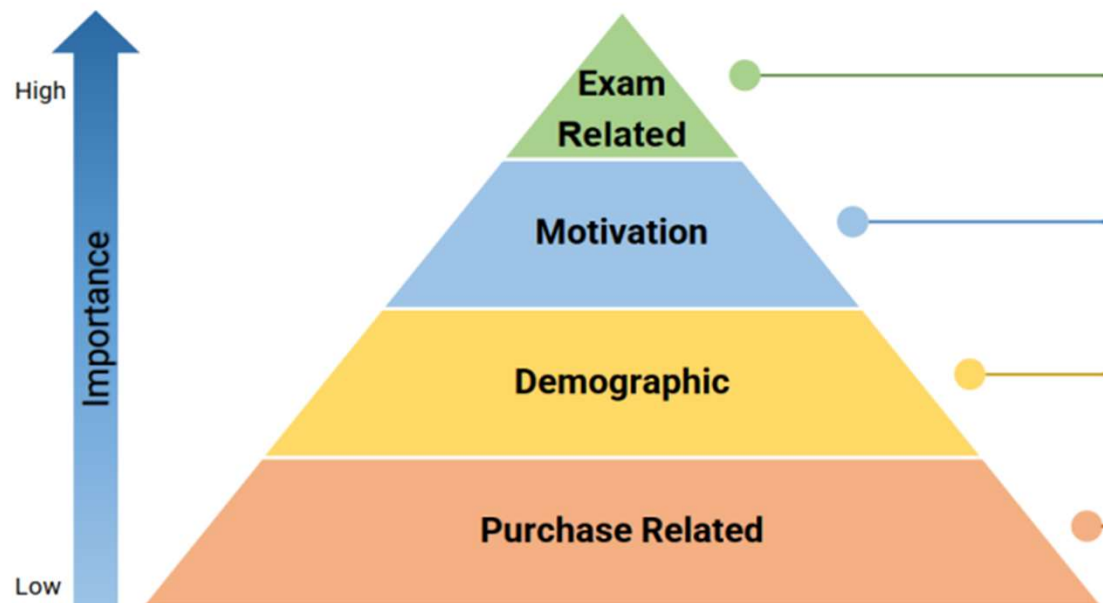 High
Importance
Low
Exam
Related
Motivation
Demographic
Purchase Related